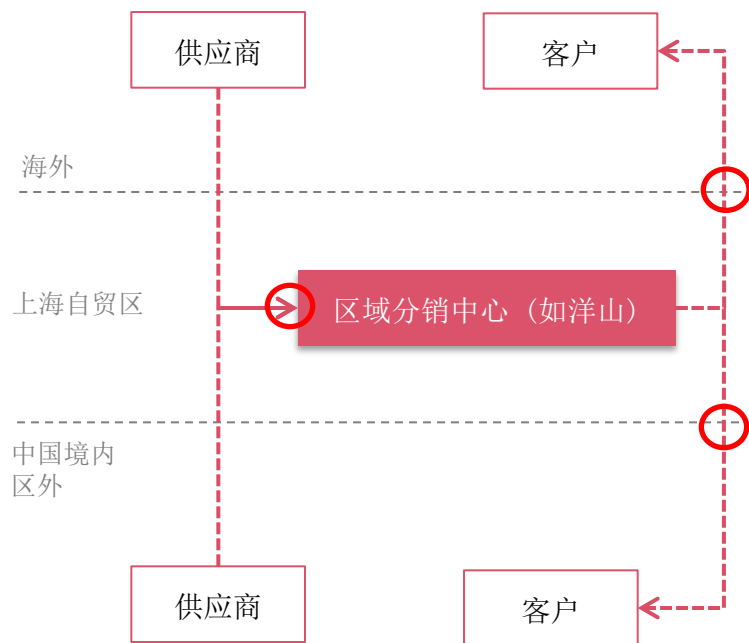 供应商
客户
海外
上海自贸区
区域分销中心（如洋山）
中国境内
区外
供应商
客户